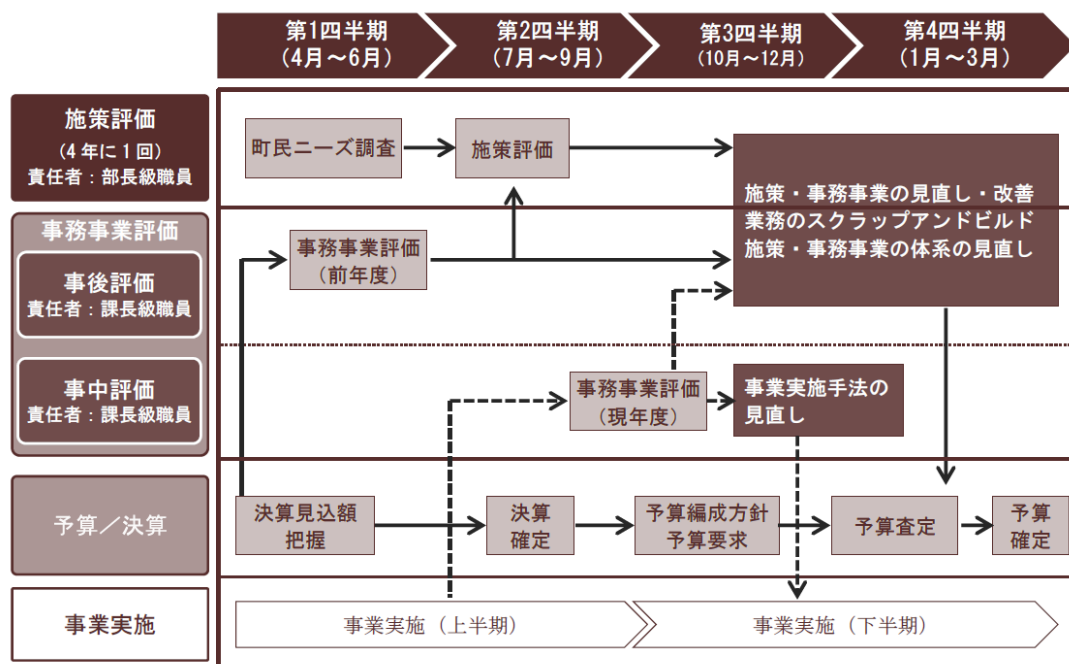 第1四半期
(4月～6月)
第2四半期
(7月～9月)
第3四半期
(10月～12月)
第4四半期
(1月～3月)
施策評価
(4年に1回)
責任者：部長級職員
町民ニーズ調査
施策評価
施策・事務事業の見直し・改善
業務のスクラップアンドビルド
施策・事務事業の体系の見直し
事務事業評価
事後評価
責任者：課長級職員
事務事業評価
(前年度)
事中評価
責任者：課長級職員
事務事業評価
(現年度)
事業実施手法の
見直し
予算／決算
決算見込額
把握
決算
確定
予算編成方針
予算要求
予算査定
予算
確定
事業実施
事業実施（上半期）
事業実施（下半期）